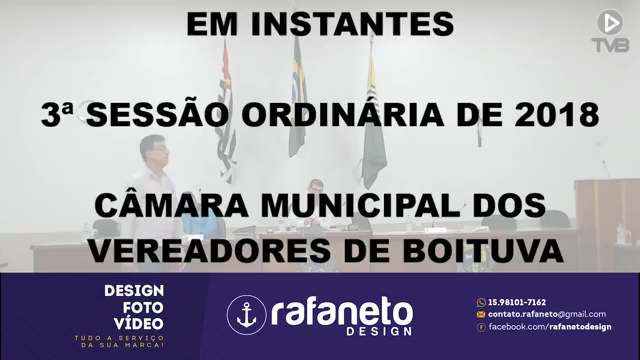 EM INSTANTES
TVB
3ª SESSÃO ORDINÁRIA DE 2018
CÂMARA MUNICIPAL DOS
VEREADORES DE BOITUVA
DESIGN
FOTO
VÍDEO
TUDO A SERVIÇO
DA SUA MARCA!
rafaneto
DESIGN
15.98101-7162
contato.rafaneto@gmail.com
facebook.com/rafanetodesign